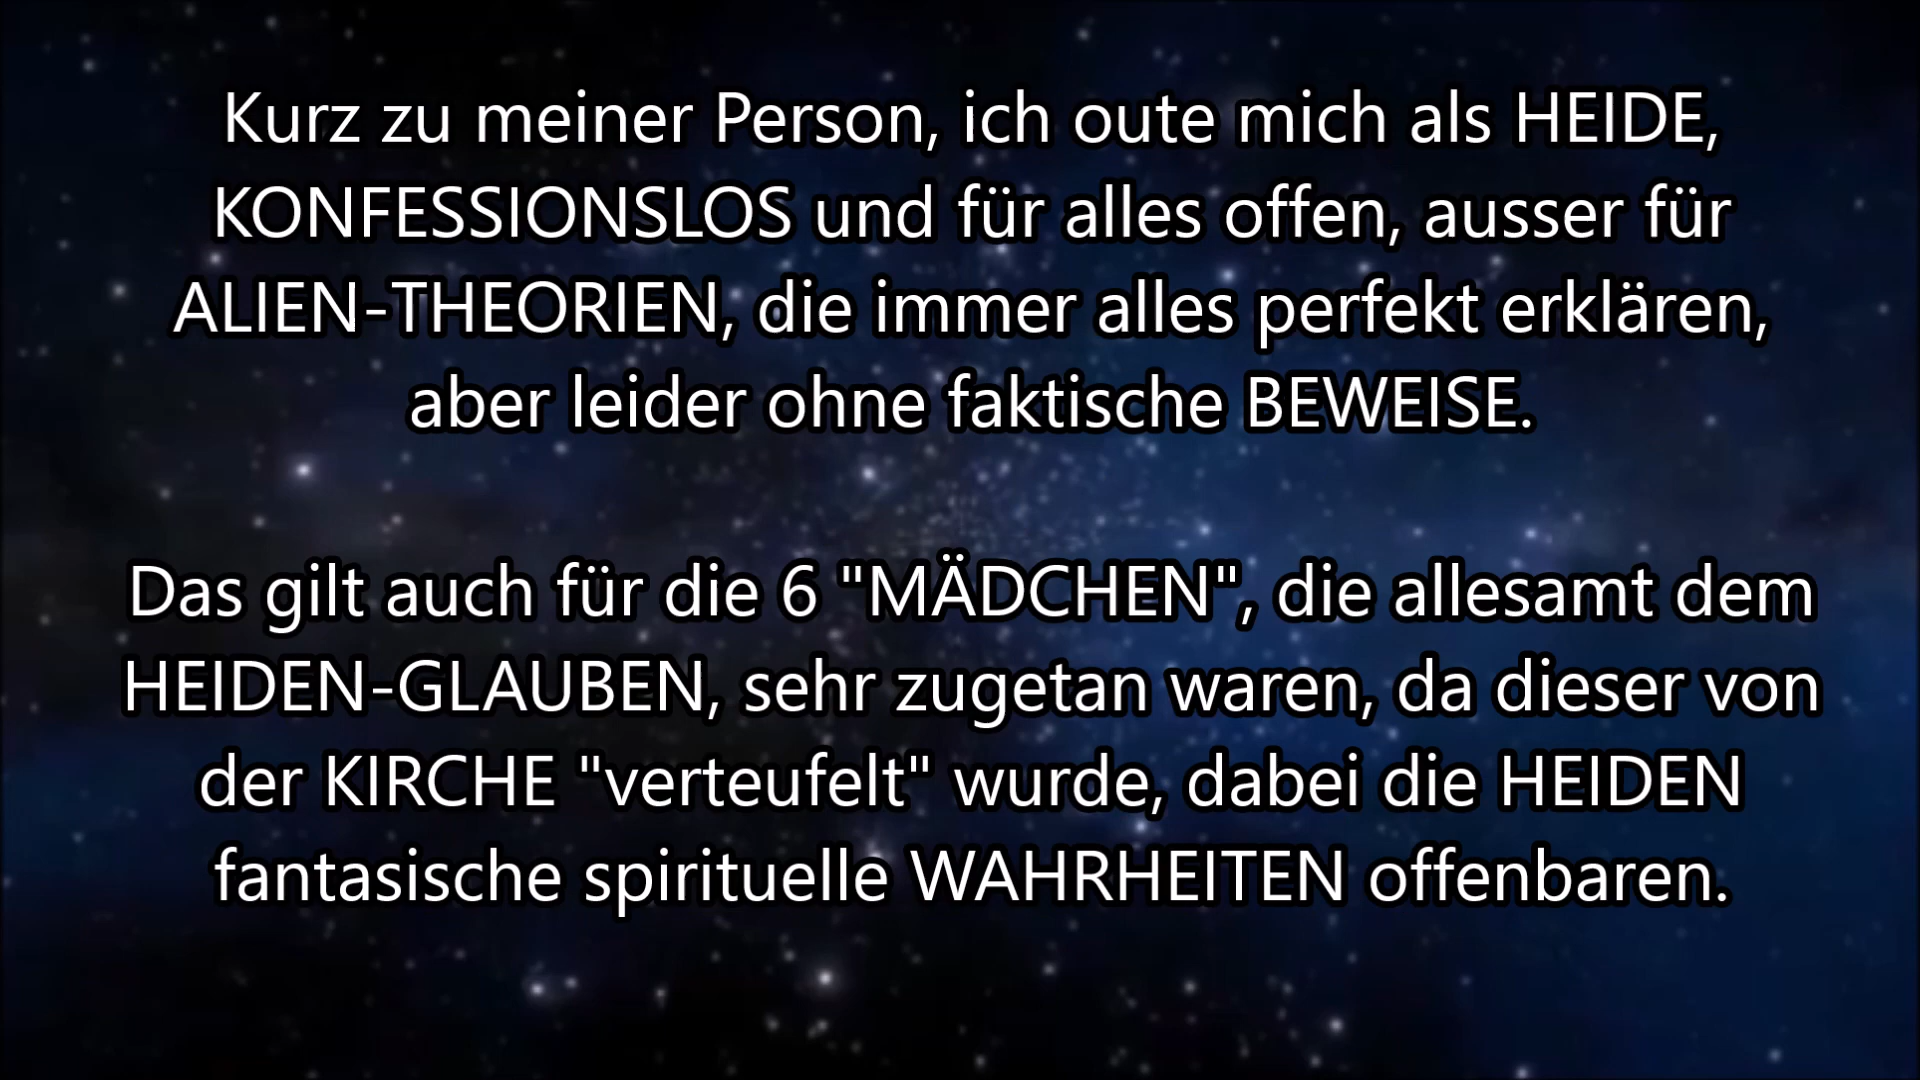 Kurz zu meiner Person, ich oute mich als HEIDE,
KONFESSIONSLOS und für alles offen, ausser für
ALIEN-THEORIEN, die immer alles perfekt erklären,
aber leider ohne faktische BEWEISE.
Das gilt auch für die 6 "MÄDCHEN", die allesamt dem
HEIDEN-GLAUBEN, sehr zugetan waren, da dieser von
der KIRCHE "verteufelt" wurde, dabei die HEIDEN
fantasische spirituelle WAHRHEITEN offenbaren.